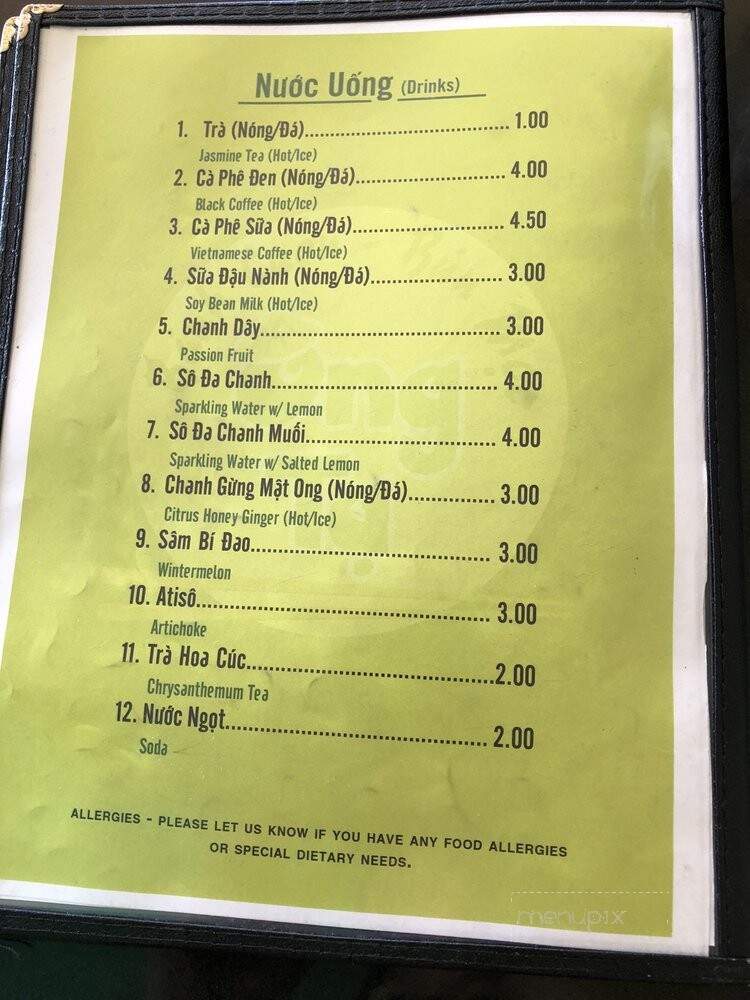 Nước Uống (Drinks)
1. Trà (Nóng/Đá)........................................ 1.00
Jasmine Tea (Hot/Ice)
2. Cà Phê Đen (Nóng/Đá)............................... 4.00
Black Coffee (Hot/Ice)
3. Cà Phê Sữa (Nóng/Đá)............................... 4.50
Vietnamese Coffee (Hot/Ice)
4. Sữa Đậu Nành (Nóng/Đá)........................... 3.00
Soy Bean Milk (Hot/Ice)
5. Chanh Dây.............................................. 3.00
Passion Fruit
6. Sô Đa Chanh........................................... 4.00
Sparkling Water w/ Lemon
7. Sô Đa Chanh Muối.................................... 4.00
Sparkling Water w/ Salted Lemon
8. Chanh Gừng Mật Ong (Nóng/Đá).................. 3.00
Citrus Honey Ginger (Hot/Ice)
9. Sâm Bí Đao............................................. 3.00
Wintermelon
10. Atisô................................................... 3.00
Artichoke
11. Trà Hoa Cúc...........................................2.00
Chrysanthemum Tea
12. Nước Ngọt............................................. 2.00
Soda
ALLERGIES - PLEASE LET US KNOW IF YOU HAVE ANY FOOD ALLERGIES
OR SPECIAL DIETARY NEEDS.
menupix